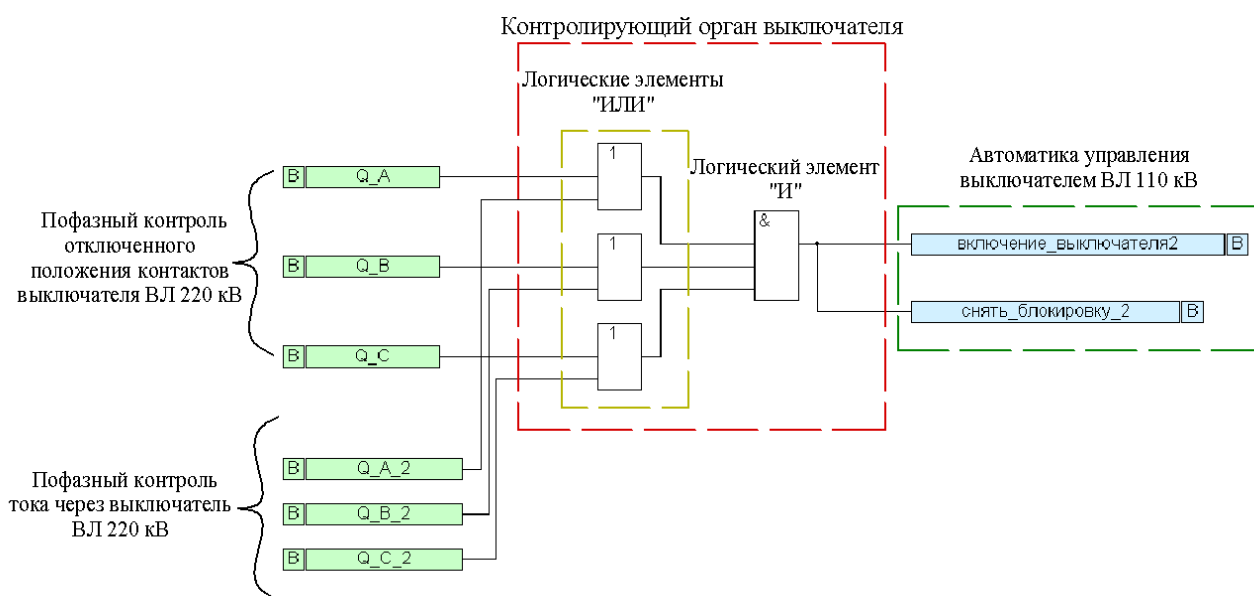 Контролирующий орган выключателя
Логические элементы
"ИЛИ"
Логический элемент
"И"
Автоматика управления
выключателем ВЛ 110 кВ
Пофазный контроль
отключенного
положения контактов
выключателя ВЛ 220 кВ
B Q_A
B Q_B
B Q_C
1
1
1
&
включение_выключателя2 B
снять_блокировку_2 B
Пофазный контроль
тока через выключатель
ВЛ 220 кВ
B Q_A_2
B Q_B_2
B Q_C_2